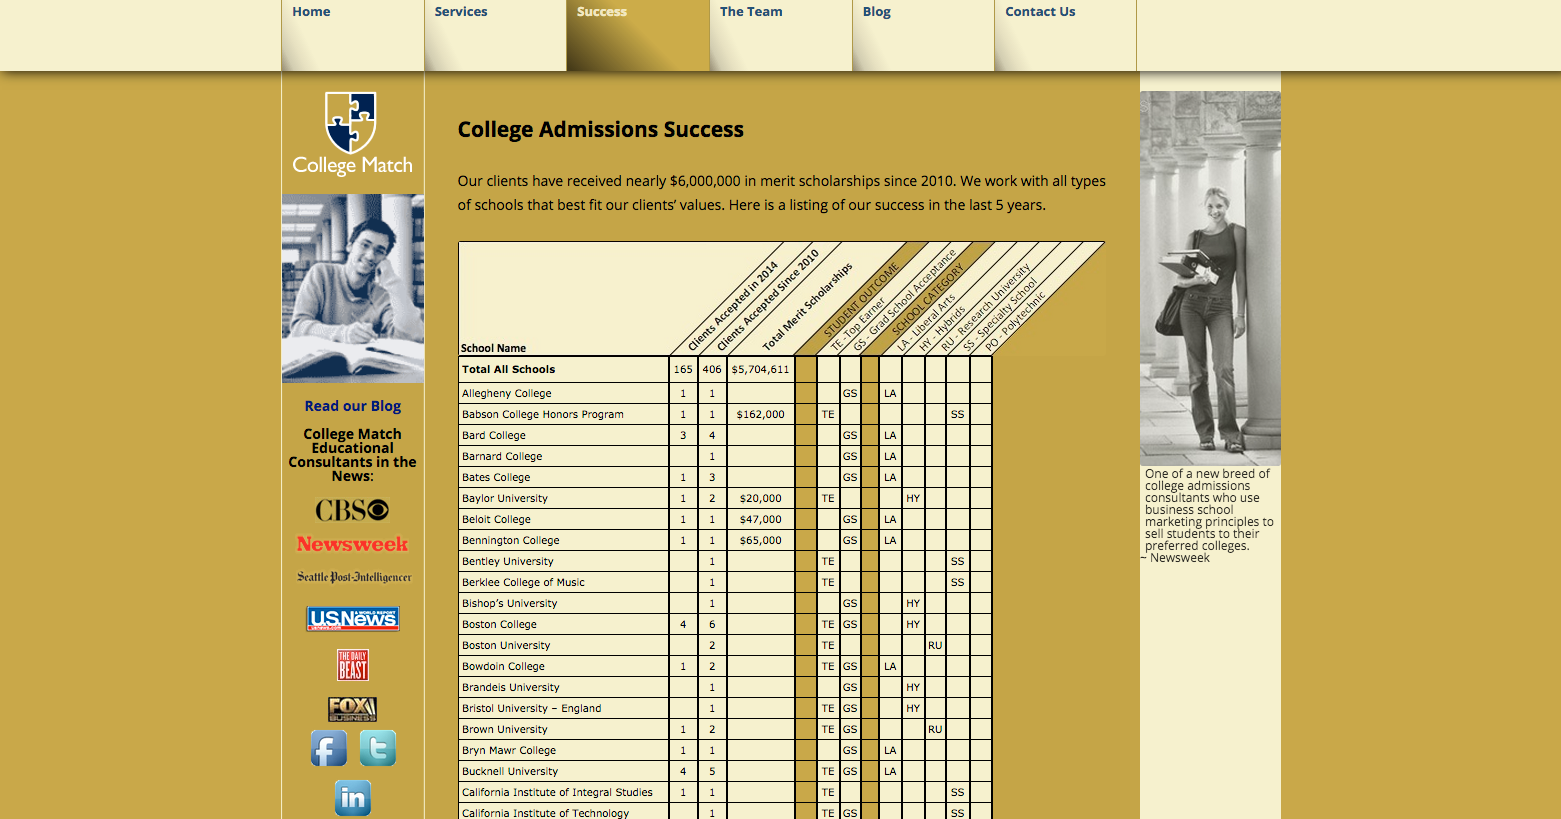 Home
Services
Success
The Team
Blog
Contact Us
College Match
Read our Blog
College Match
Educational
Consultants in the
News:
CBS
Newsweek
Seattle Post-Intelligencer
U.S.News
& WORLD REPORT
usnews.com
THE DAILY
BEAST
FOX
BUSINESS
f
t
in
College Admissions Success
Our clients have received nearly $6,000,000 in merit scholarships since 2010. We work with all types
of schools that best fit our clients’ values. Here is a listing of our success in the last 5 years.
School Name
Clients Accepted in 2014
Clients Accepted Since 2010
Total Merit Scholarships
STUDENT OUTCOME
TE -Top Earner
GS - Grad School Acceptance
SCHOOL CATEGORY
LA - Liberal Arts
HY - Hybrids
RU - Research University
SS - Specialty School
PO - Polytechnic
Total All Schools 165 406 $5,704,611
Allegheny College 1 1 GS LA
Babson College Honors Program 1 1 $162,000 TE SS
Bard College 3 4 GS LA
Barnard College 1 GS LA
Bates College 1 3 GS LA
Baylor University 1 2 $20,000 TE HY
Beloit College 1 1 $47,000 GS LA
Bennington College 1 1 $65,000 GS LA
Bentley University 1 TE SS
Berklee College of Music 1 TE SS
Bishop’s University 1 GS HY
Boston College 4 6 TE GS HY
Boston University 2 TE RU
Bowdoin College 1 2 TE GS LA
Brandeis University 1 GS HY
Bristol University – England 1 TE GS HY
Brown University 1 2 TE GS RU
Bryn Mawr College 1 1 GS LA
Bucknell University 4 5 TE GS LA
California Institute of Integral Studies 1 1 TE SS
California Institute of Technology 1 TE GS SS
One of a new breed of
college admissions
consultants who use
business school
marketing principles to
sell students to their
preferred colleges.
~ Newsweek